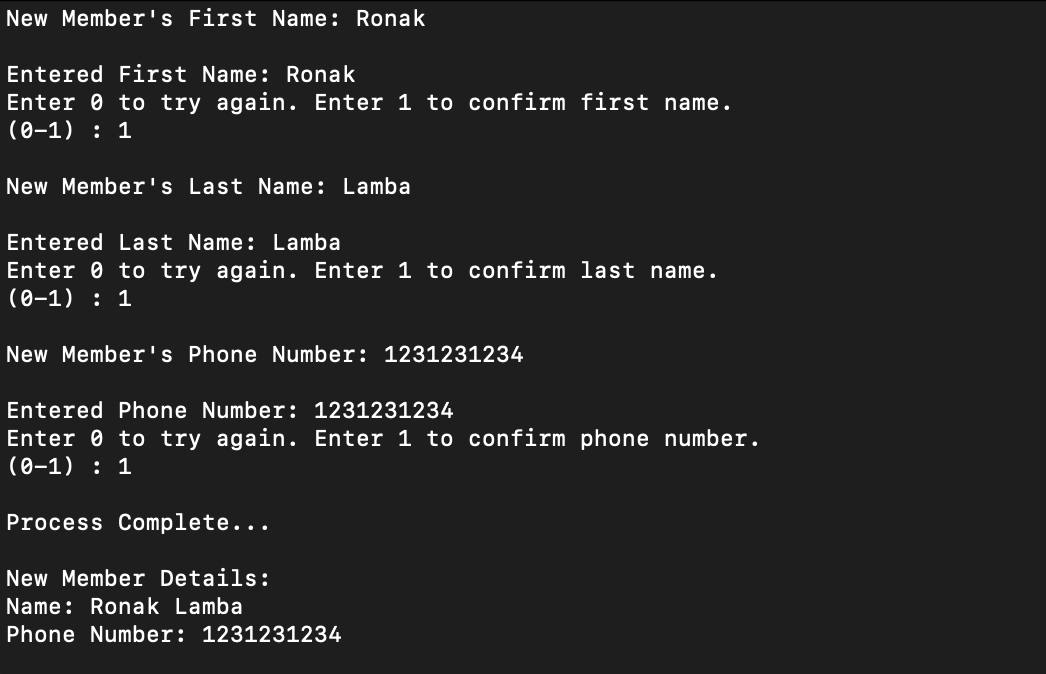 New Member's First Name: Ronak
Entered First Name: Ronak
Enter 0 to try again. Enter 1 to confirm first name.
(0-1) : 1
New Member's Last Name: Lamba
Entered Last Name: Lamba
Enter 0 to try again. Enter 1 to confirm last name.
(0-1) : 1
New Member's Phone Number: 1231231234
Entered Phone Number: 1231231234
Enter 0 to try again. Enter 1 to confirm phone number.
(0-1) : 1
Process Complete...
New Member Details:
Name: Ronak Lamba
Phone Number: 1231231234